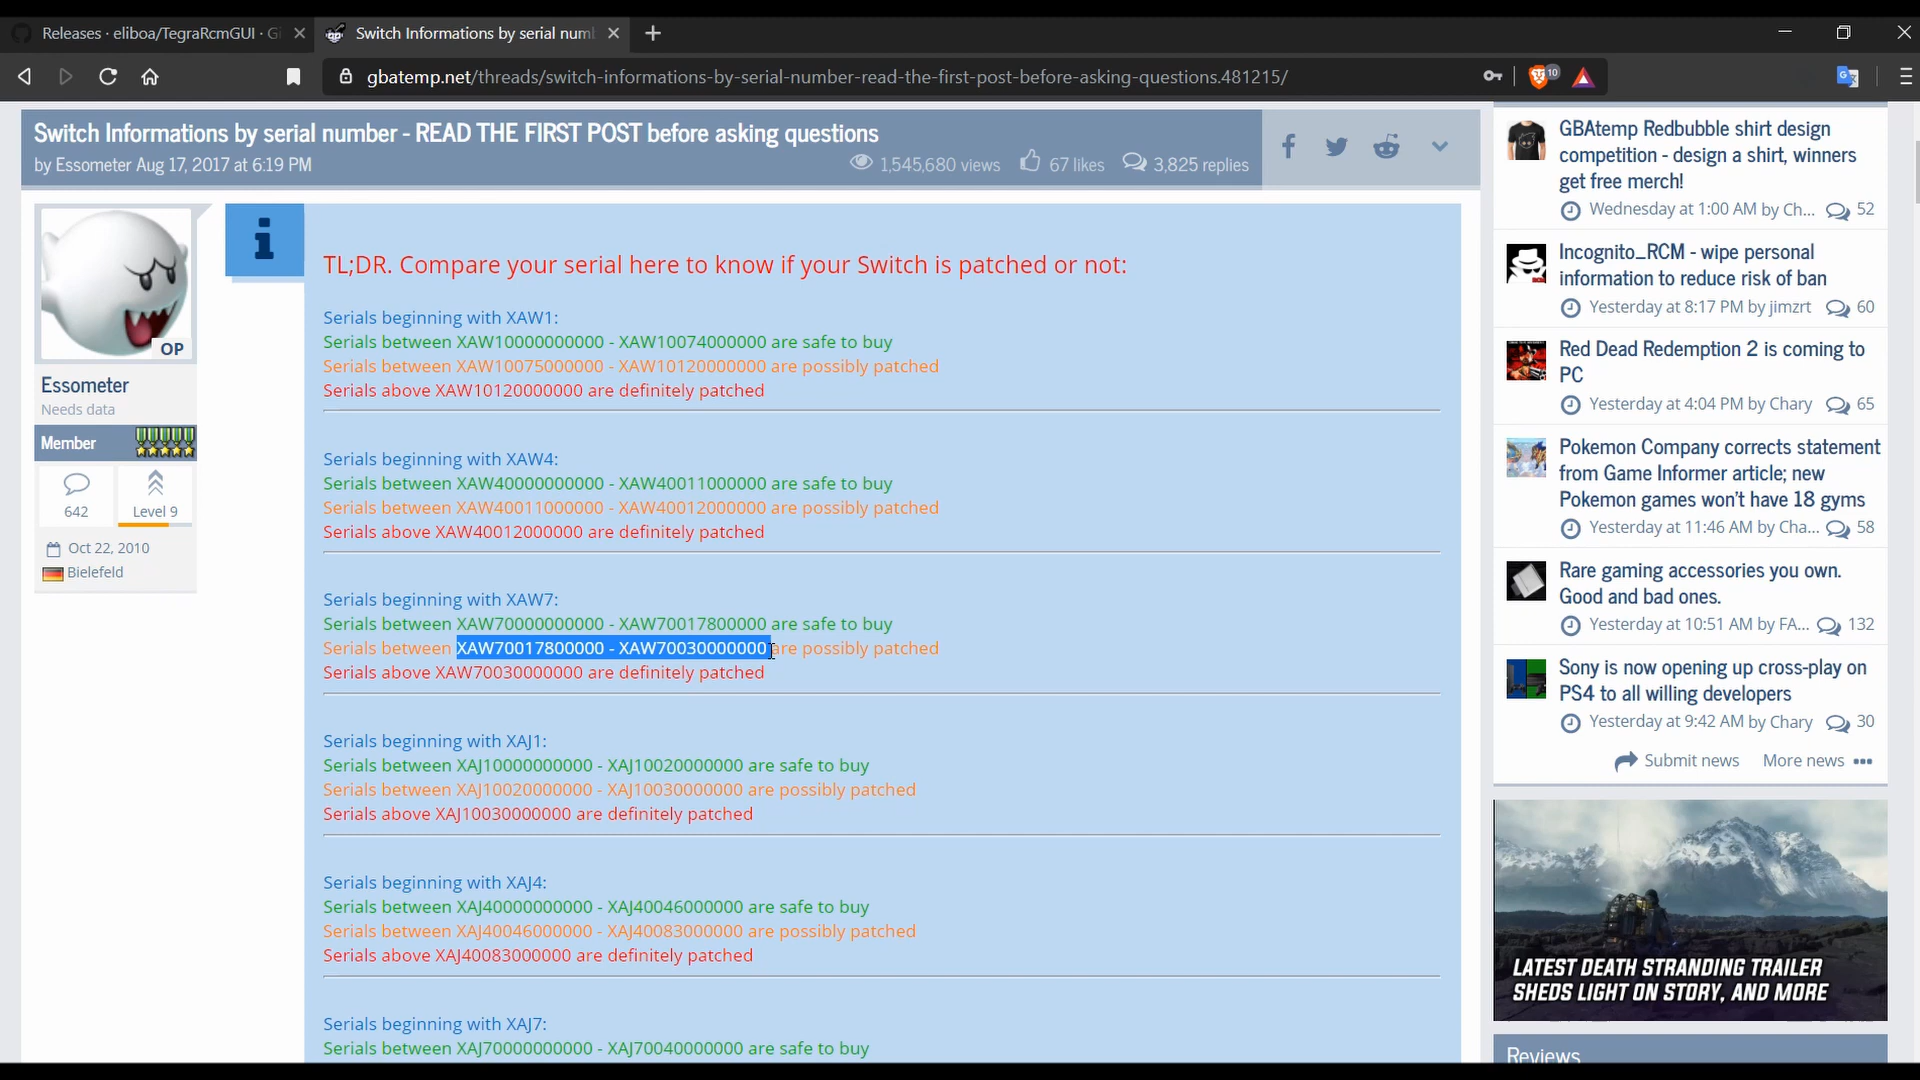 Releases · eliboa/TegraRcmGUI · Gi
Switch Informations by serial num
gbatemp.net/threads/switch-informations-by-serial-number-read-the-first-post-before-asking-questions.481215/
10
Switch Informations by serial number - READ THE FIRST POST before asking questions
by Essometer Aug 17, 2017 at 6:19 PM
1,545,680 views
67 likes
3,825 replies
OP
Essometer
Needs data
Member
642
Level 9
Oct 22, 2010
Bielefeld
TL;DR. Compare your serial here to know if your Switch is patched or not:
Serials beginning with XAW1:
Serials between XAW10000000000 - XAW10074000000 are safe to buy
Serials between XAW10075000000 - XAW10120000000 are possibly patched
Serials above XAW10120000000 are definitely patched
Serials beginning with XAW4:
Serials between XAW40000000000 - XAW40011000000 are safe to buy
Serials between XAW40011000000 - XAW40012000000 are possibly patched
Serials above XAW40012000000 are definitely patched
Serials beginning with XAW7:
Serials between XAW70000000000 - XAW70017800000 are safe to buy
Serials between XAW70017800000 - XAW70030000000 are possibly patched
Serials above XAW70030000000 are definitely patched
Serials beginning with XAJ1:
Serials between XAJ10000000000 - XAJ10020000000 are safe to buy
Serials between XAJ10020000000 - XAJ10030000000 are possibly patched
Serials above XAJ10030000000 are definitely patched
Serials beginning with XAJ4:
Serials between XAJ40000000000 - XAJ40046000000 are safe to buy
Serials between XAJ40046000000 - XAJ40083000000 are possibly patched
Serials above XAJ40083000000 are definitely patched
Serials beginning with XAJ7:
Serials between XAJ70000000000 - XAJ70040000000 are safe to buy
GBAtemp Redbubble shirt design
competition - design a shirt, winners
get free merch!
Wednesday at 1:00 AM by Ch... 52
Incognito_RCM - wipe personal
information to reduce risk of ban
Yesterday at 8:17 PM by jimzrt 60
Red Dead Redemption 2 is coming to
PC
Yesterday at 4:04 PM by Chary 65
Pokemon Company corrects statement
from Game Informer article; new
Pokemon games won't have 18 gyms
Yesterday at 11:46 AM by Cha... 58
Rare gaming accessories you own.
Good and bad ones.
Yesterday at 10:51 AM by FA... 132
Sony is now opening up cross-play on
PS4 to all willing developers
Yesterday at 9:42 AM by Chary 30
Submit news
More news
LATEST DEATH STRANDING TRAILER
SHEDS LIGHT ON STORY, AND MORE
Reviews